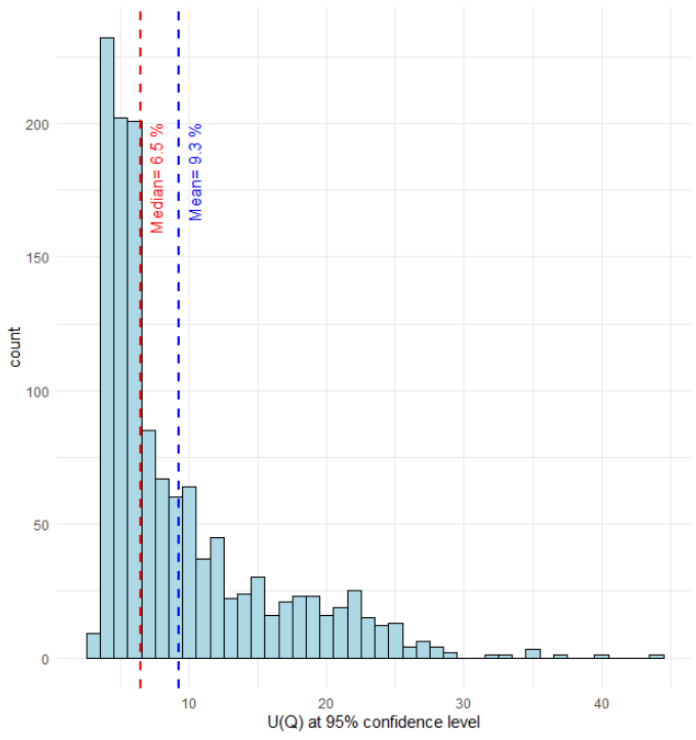 200
150
100
50
0
count
Median= 6.5 %
Mean= 9.3 %
10
20
30
40
U(Q) at 95% confidence level